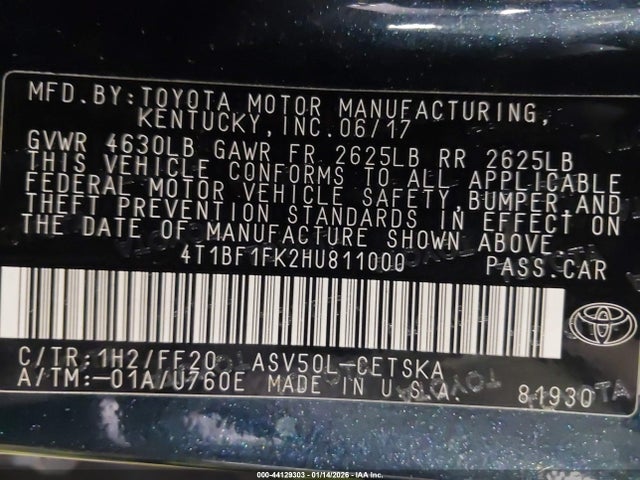 MFD.BY:TOYOTA MOTOR MANUFACTURING,
KENTUCKY,INC.06/17
GVWR 4630LB GAWR FR 2625LB RR 2625LB
THIS VEHICLE CONFORMS TO ALL APPLICABLE
FEDERAL MOTOR VEHICLE SAFETY,BUMPER,AND
THEFT PREVENTION STANDARDS IN EFFECT ON
THE DATE OF MANUFACTURE SHOWN ABOVE
4T1BF1FK2HU811000 PASS.CAR
C/TR:1H2/FF20 ASV50L-CETSKA
A/TM:-01A/U760E MADE IN U.S.A. 81930
000-44129303 - 01/14/2026 - IAA Inc.